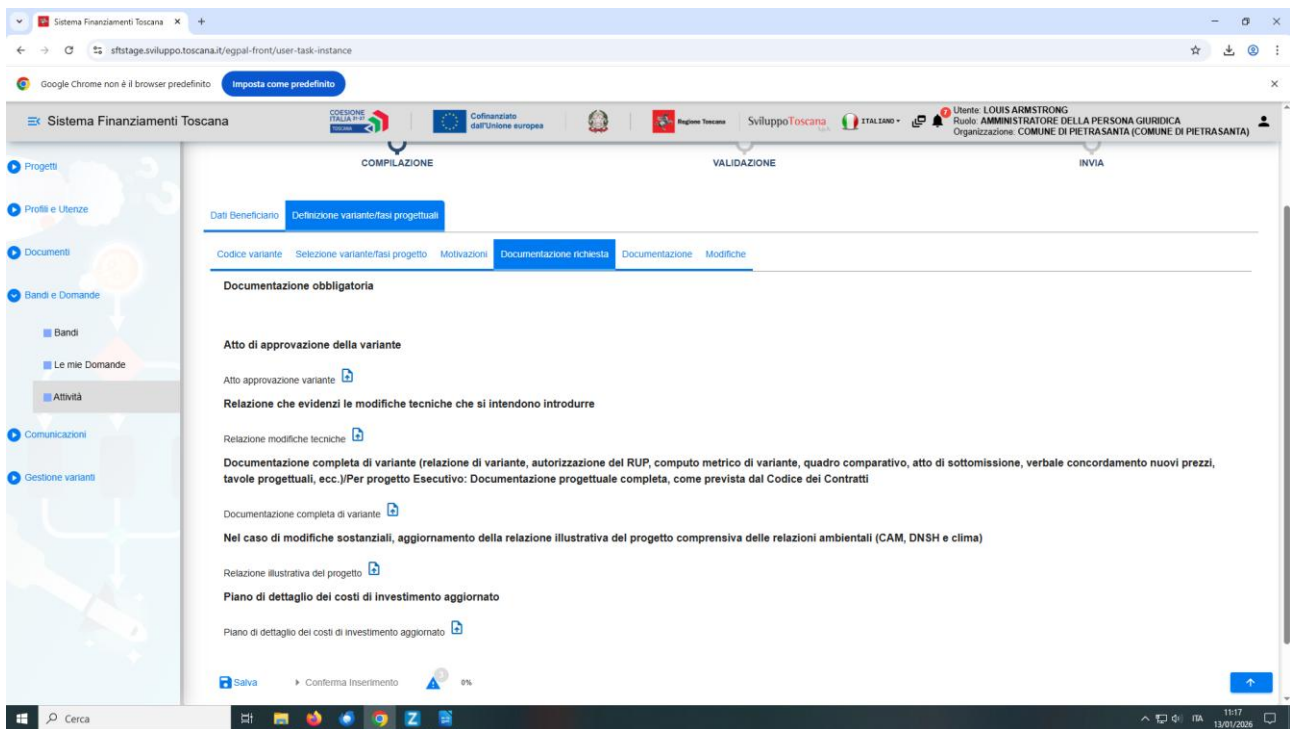 Sistema Finanziamenti Toscana
sftstage.sviluppo.toscana.it/egpal-front/user-task-instance
Google Chrome non è il browser predefinito
Imposta come predefinito
Sistema Finanziamenti Toscana
COESIONE
ITALIA 21-27
TOSCANA
Cofinanziato
dall'Unione europea
Regione Toscana
SviluppoToscana
ITALIANO
Utente: LOUIS ARMSTRONG
Ruolo: AMMINISTRATORE DELLA PERSONA GIURIDICA
Organizzazione: COMUNE DI PIETRASANTA (COMUNE DI PIETRASANTA)
COMPILAZIONE
VALIDAZIONE
INVIA
Progetti
Profili e Utenze
Documenti
Bandi e Domande
Bandi
Le mie Domande
Attività
Comunicazioni
Gestione varianti
Dati Beneficiario
Definizione variante/fasi progettuali
Codice variante
Selezione variante/fasi progetto
Motivazioni
Documentazione richiesta
Documentazione
Modifiche
Documentazione obbligatoria
Atto di approvazione della variante
Atto approvazione variante
Relazione che evidenzi le modifiche tecniche che si intendono introdurre
Relazione modifiche tecniche
Documentazione completa di variante (relazione di variante, autorizzazione del RUP, computo metrico di variante, quadro comparativo, atto di sottomissione, verbale concordamento nuovi prezzi,
tavole progettuali, ecc.)/Per progetto Esecutivo: Documentazione progettuale completa, come prevista dal Codice dei Contratti
Documentazione completa di variante
Nel caso di modifiche sostanziali, aggiornamento della relazione illustrativa del progetto comprensiva delle relazioni ambientali (CAM, DNSH e clima)
Relazione illustrativa del progetto
Piano di dettaglio dei costi di investimento aggiornato
Piano di dettaglio dei costi di investimento aggiornato
Salva
Conferma Inserimento
0%
Cerca
ITA
11:17
13/01/2026